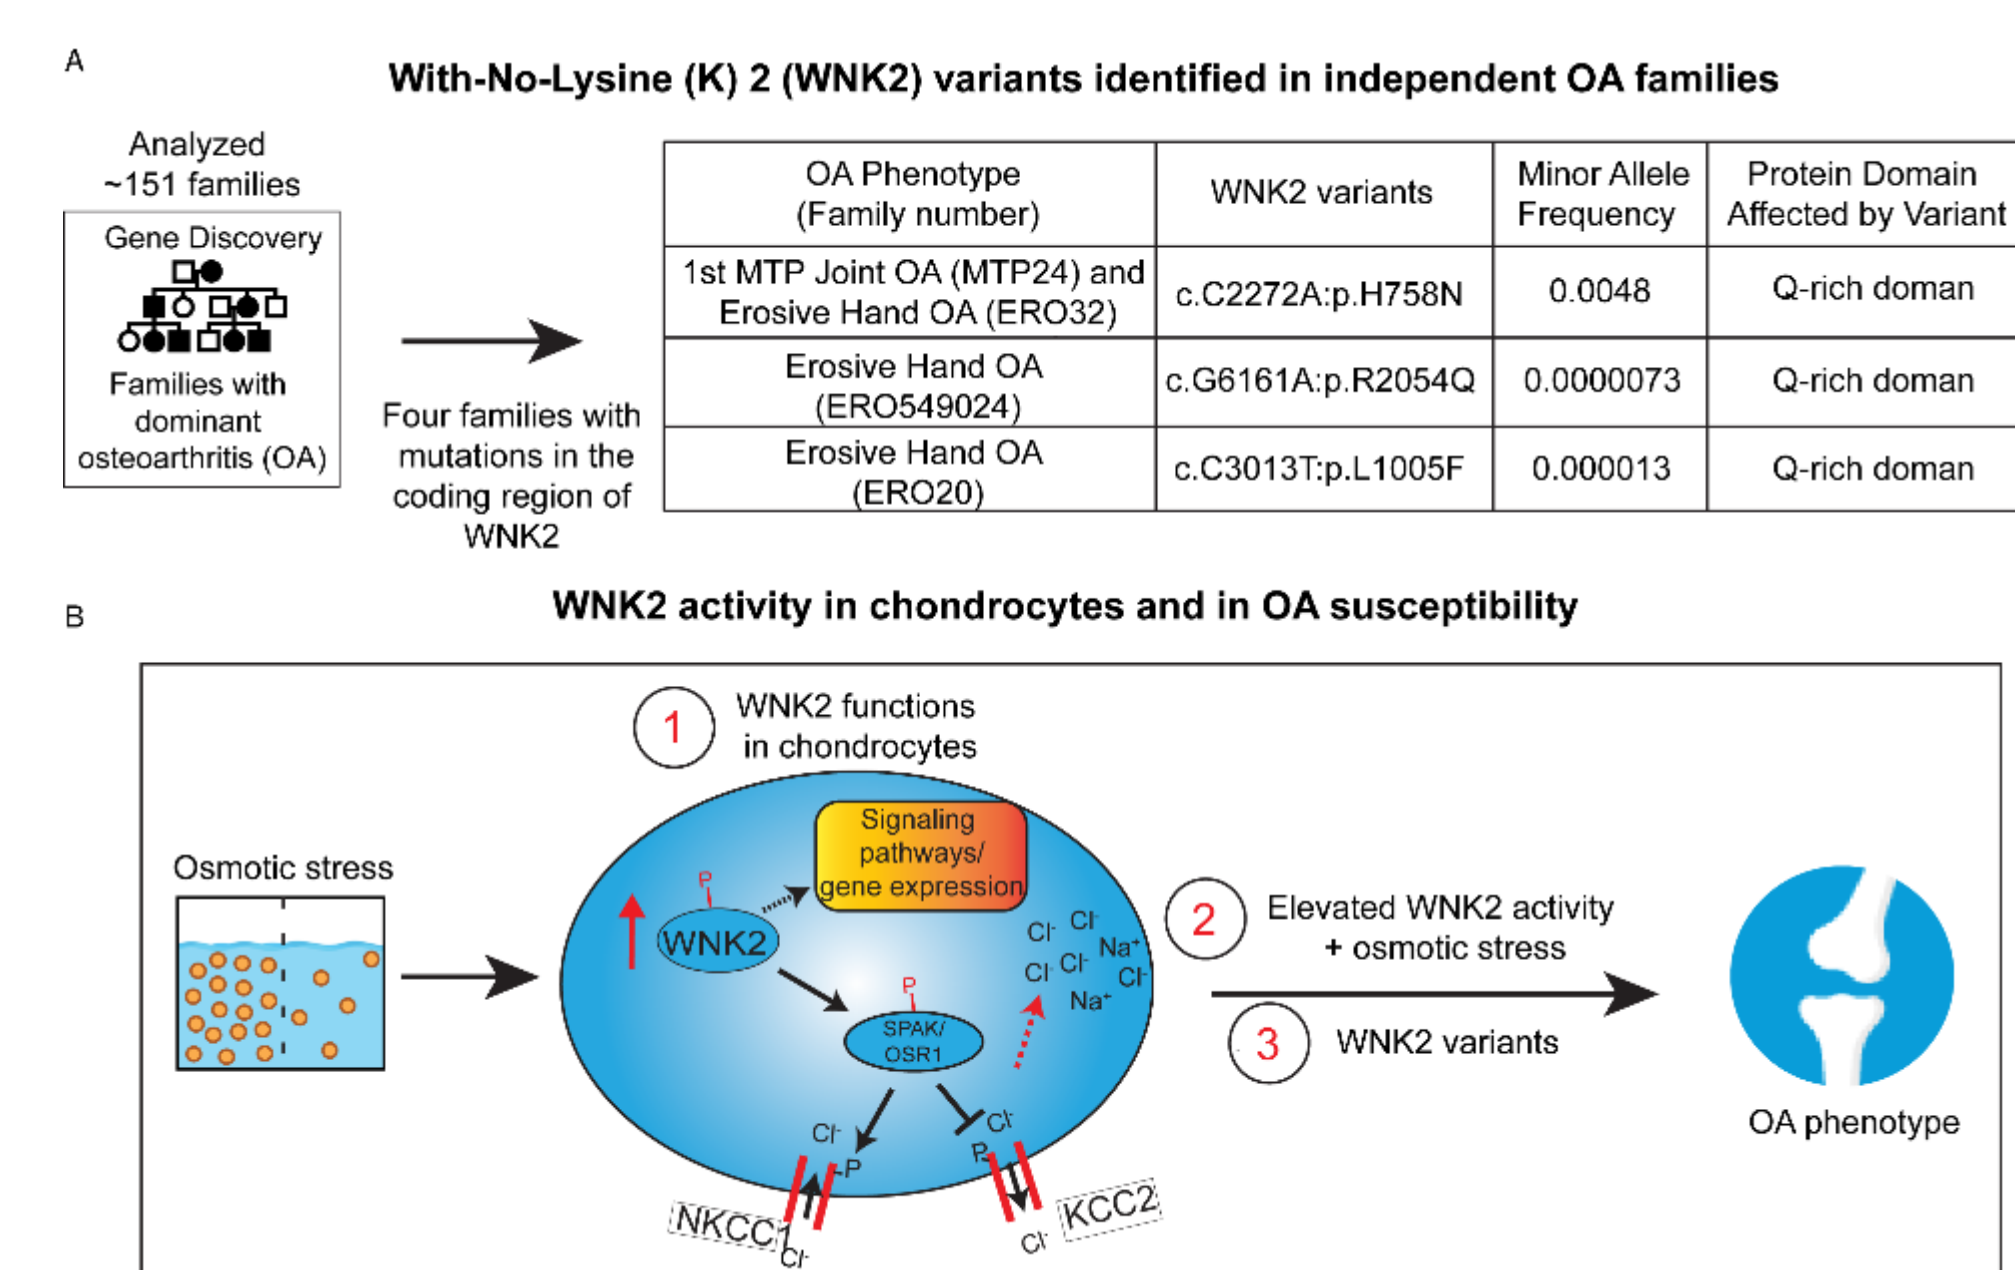 A
With-No-Lysine (K) 2 (WNK2) variants identified in independent OA families
Analyzed
~151 families
Gene Discovery
Families with
dominant
osteoarthritis (OA)
Four families with
mutations in the
coding region of
WNK2
OA Phenotype
(Family number)
WNK2 variants
Minor Allele
Frequency
Protein Domain
Affected by Variant
1st MTP Joint OA (MTP24) and
Erosive Hand OA (ERO32)
c.C2272A:p.H758N
0.0048
Q-rich doman
Erosive Hand OA
(ERO549024)
c.G6161A:p.R2054Q
0.0000073
Q-rich doman
Erosive Hand OA
(ERO20)
c.C3013T:p.L1005F
0.000013
Q-rich doman
B
WNK2 activity in chondrocytes and in OA susceptibility
1
WNK2 functions
in chondrocytes
Osmotic stress
Signaling
pathways/
gene expression
P
WNK2
P
SPAK/
OSR1
Cl⁻ Cl⁻
Na⁺
Cl⁻ Cl⁻
Cl⁻
Na⁺
Cl⁻
P
Cl⁻
P
NKCC1
Cl⁻
KCC2
Cl⁻
2
Elevated WNK2 activity
+ osmotic stress
3
WNK2 variants
OA phenotype